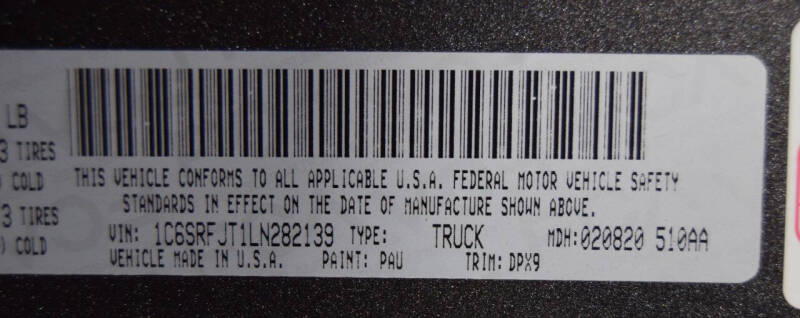 LB
3 TIRES
COLD
THIS VEHICLE CONFORMS TO ALL APPLICABLE U.S.A. FEDERAL MOTOR VEHICLE SAFETY
3 TIRES
STANDARDS IN EFFECT ON THE DATE OF MANUFACTURE SHOWN ABOVE.
) COLD
VIN: 1C6SRFJT1LN282139 TYPE: TRUCK MDH:020820 510AA
VEHICLE MADE IN U.S.A. PAINT: PAU TRIM: DPX9